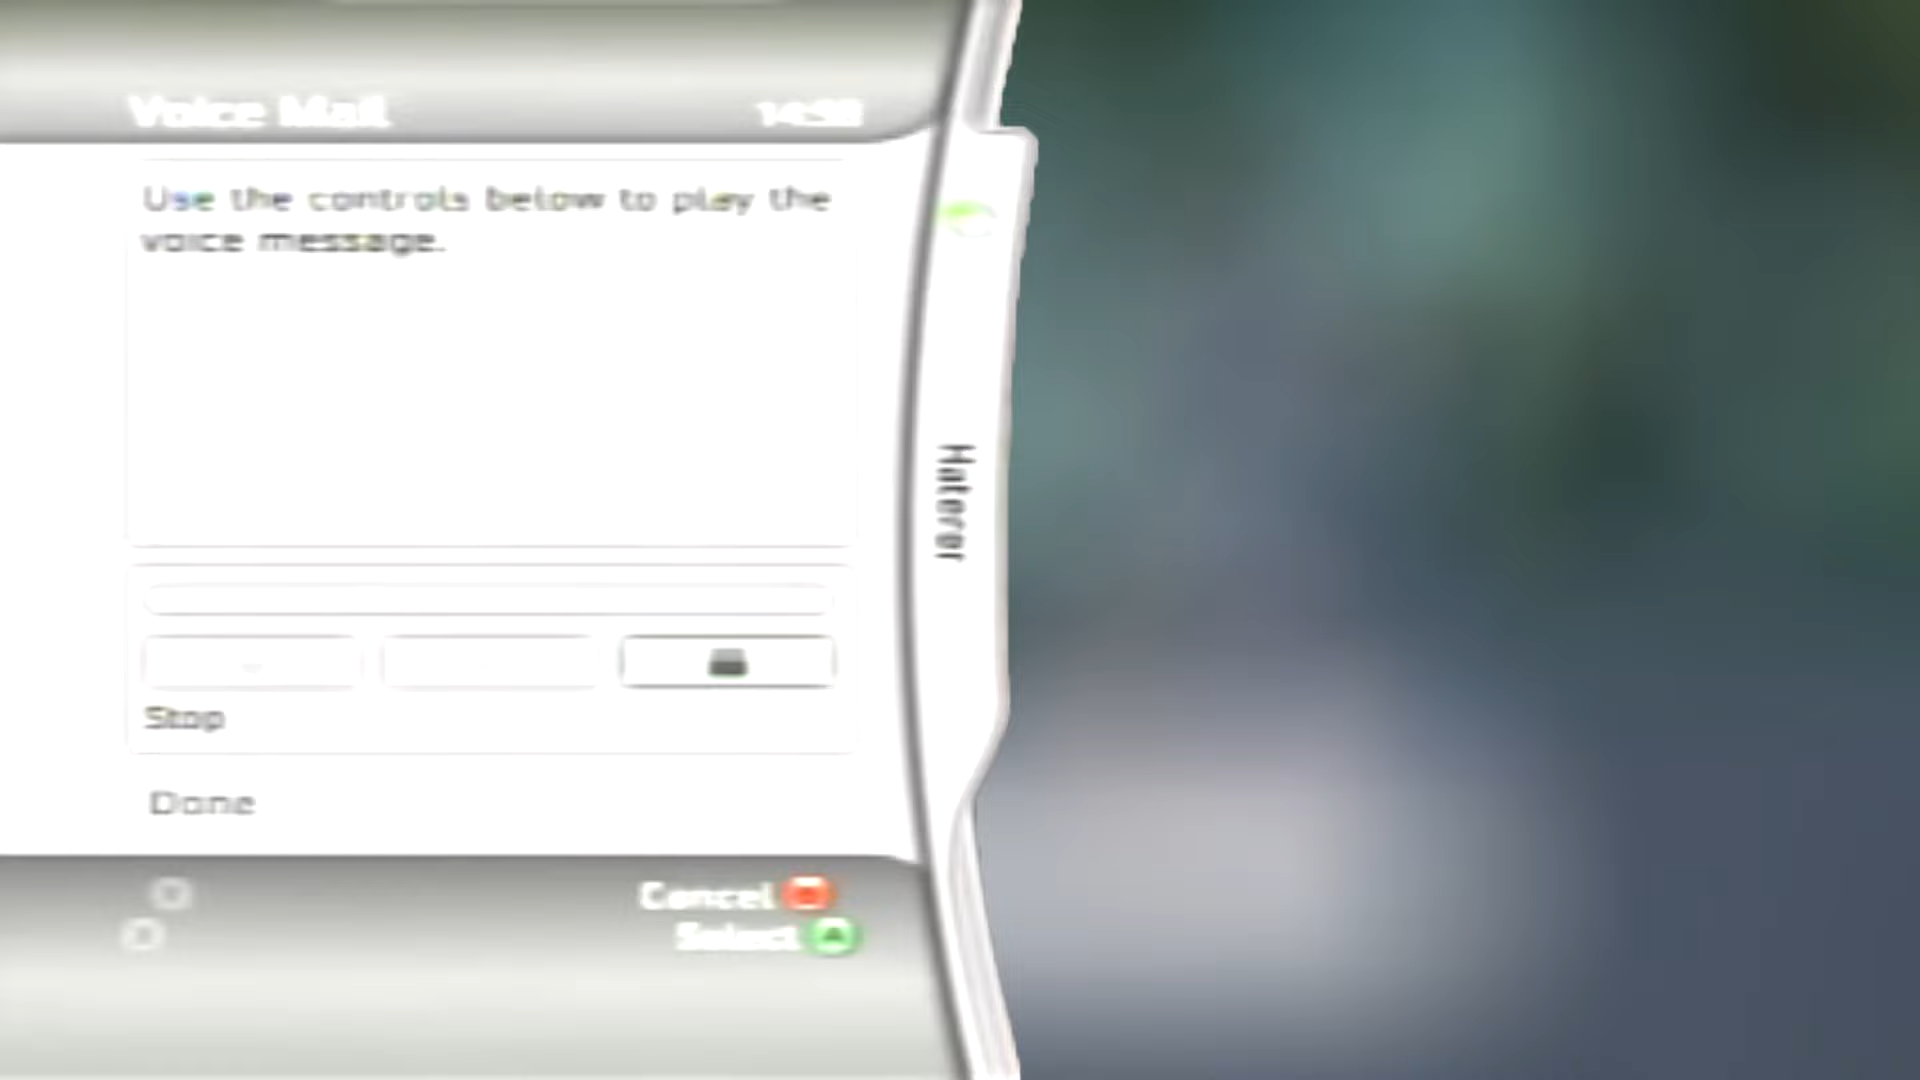 Voice Mail
Use the controls below to play the
voice message.
Stop
Done
Cancel
Select
Haterer